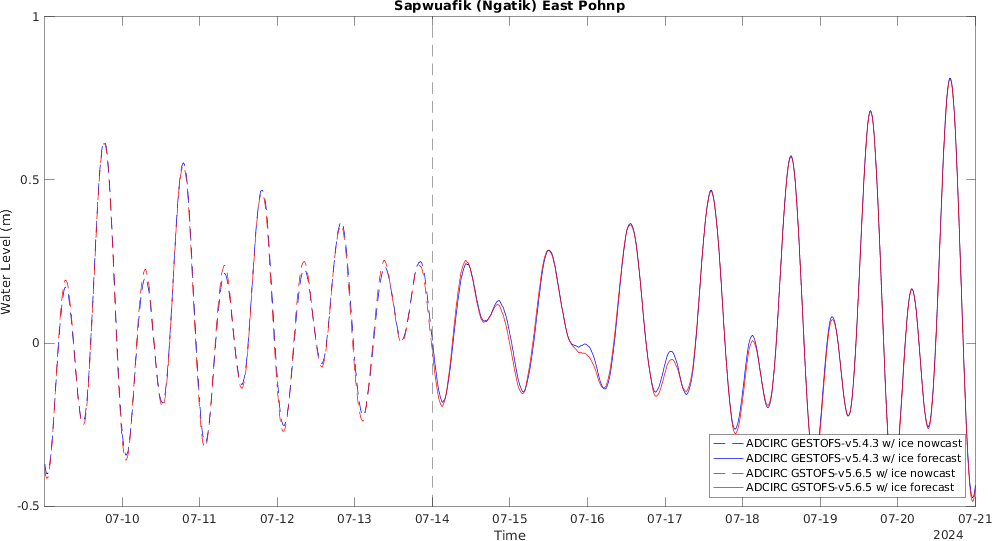 Sapwuafik (Ngatik) East Pohnp
1
0.5
0
-0.5
Water Level (m)
07-10 07-11 07-12 07-13 07-14 07-15 07-16 07-17 07-18 07-19 07-20 07-21
Time
2024
ADCIRC GESTOFS-v5.4.3 w/ ice nowcast
ADCIRC GESTOFS-v5.4.3 w/ ice forecast
ADCIRC GSTOFS-v5.6.5 w/ ice nowcast
ADCIRC GSTOFS-v5.6.5 w/ ice forecast